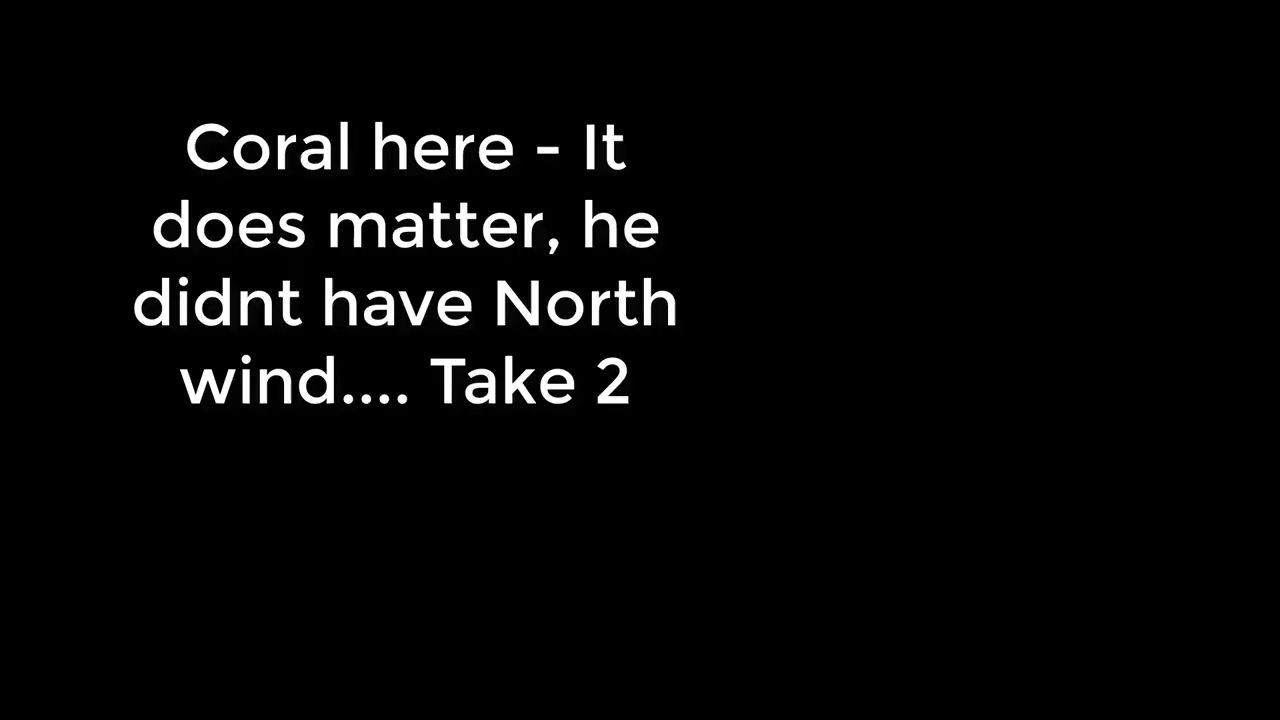 Coral here - It
does matter, he
didnt have North
wind.... Take 2